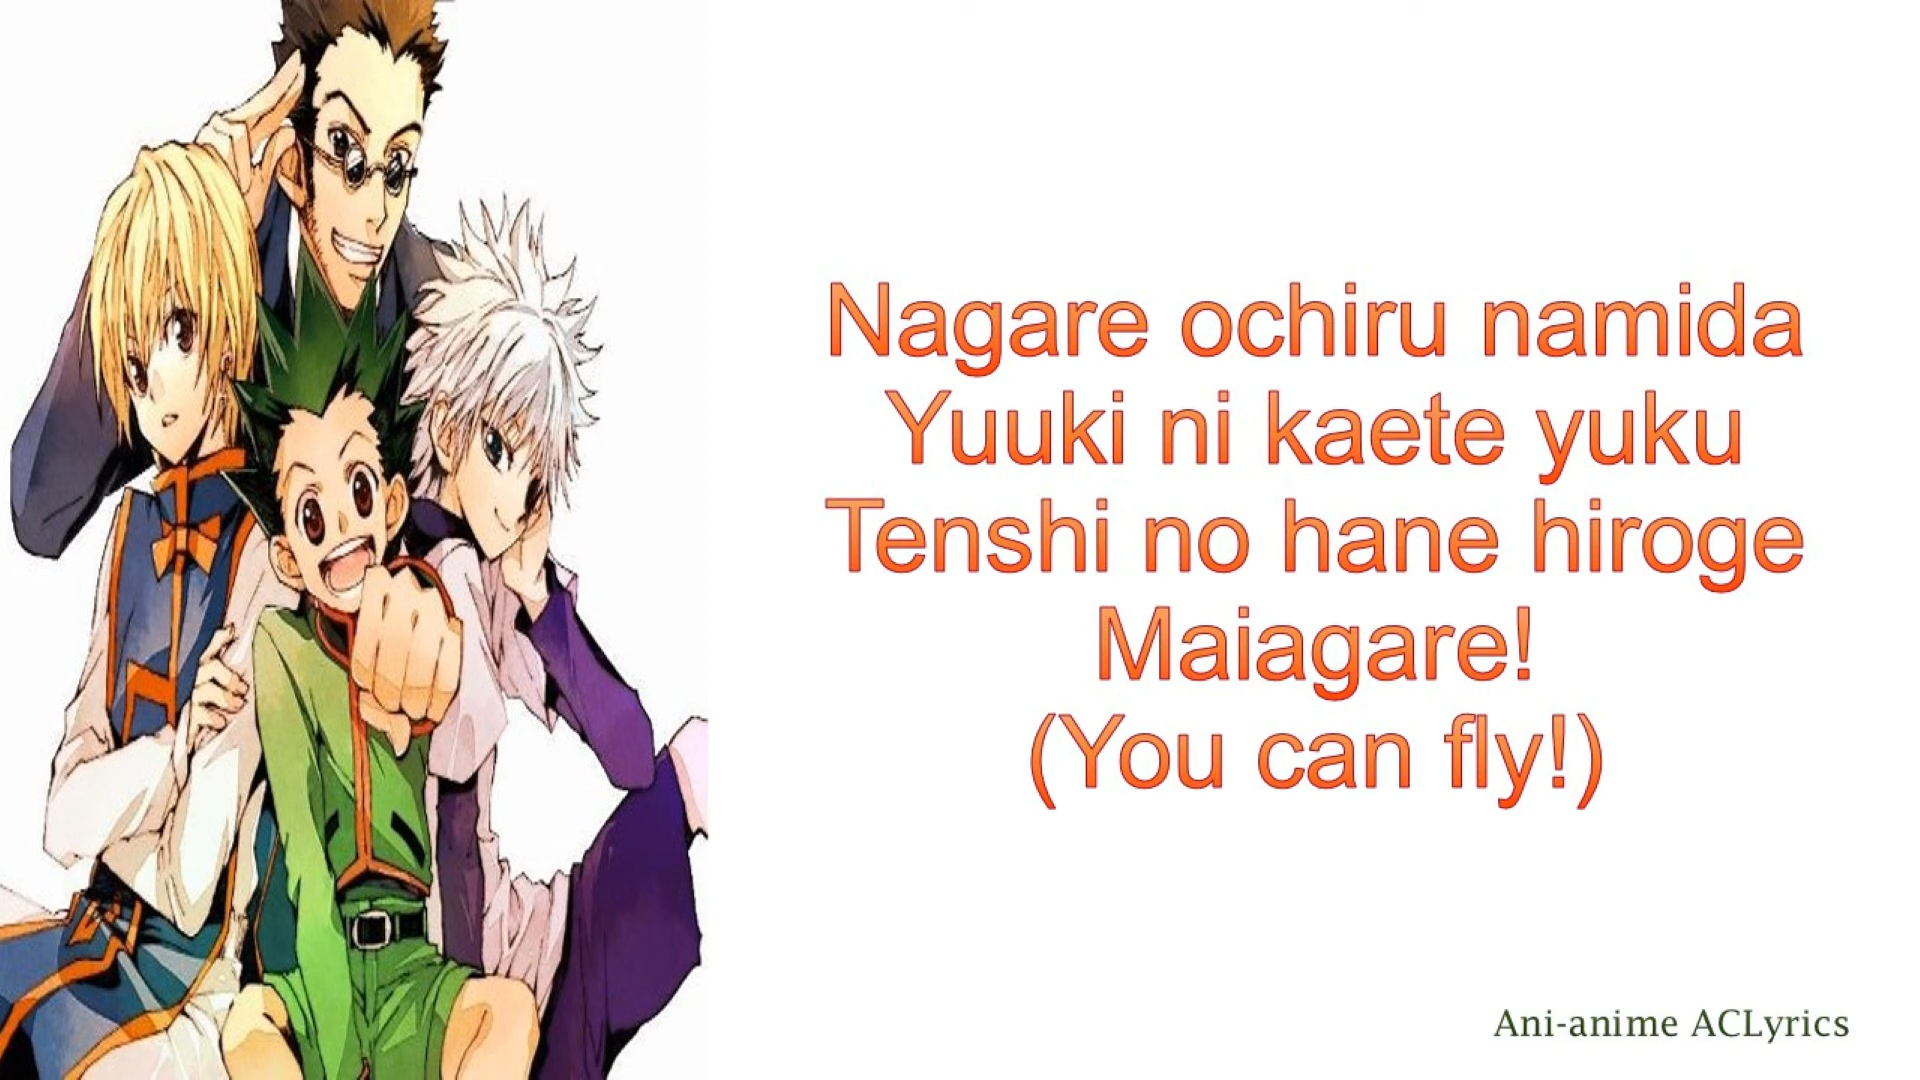 Nagare ochiru namida
Yuuki ni kaete yuku
Tenshi no hane hiroge
Maiagare!
(You can fly!)
Ani-anime ACLyrics